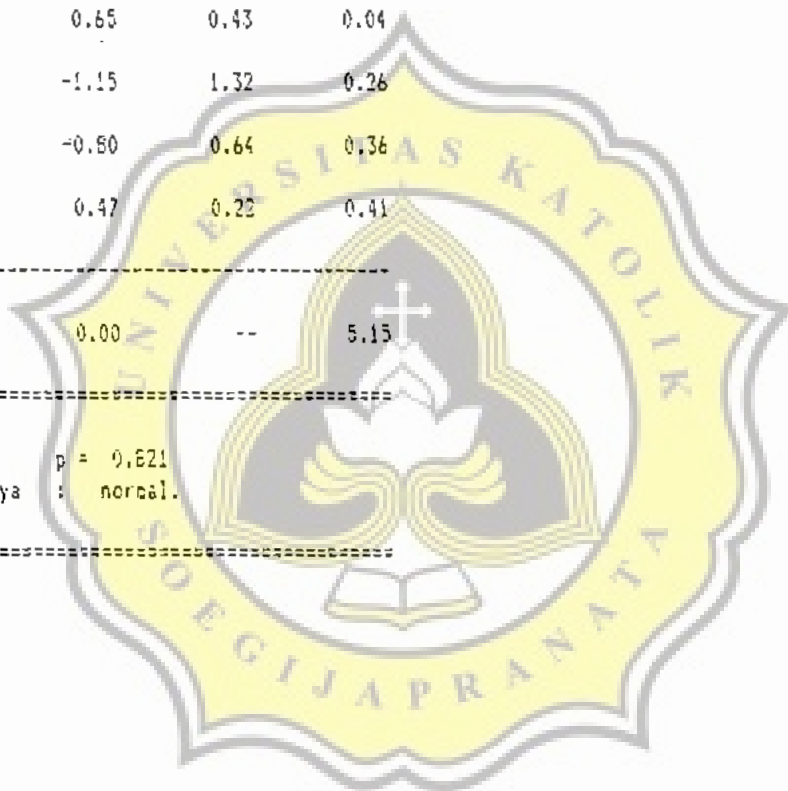 0.65 0.43 0.04
-1.15 1.32 0.26
-0.80 0.64 0.36
0.47 0.22 0.41
0.00 -- 5.15
p = 0.821
ya : normal.
UNIVERSITAS KATOLIK
SOEGIJAPRANATA